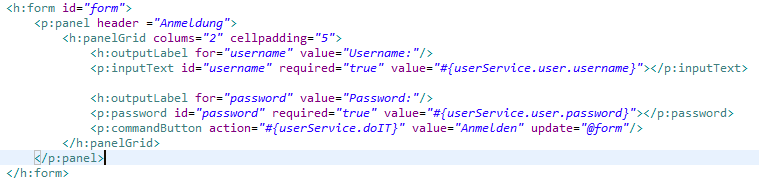 <h:form id="form">
<p:panel header ="Anmeldung">
<h:panelGrid colums="2" cellpadding="5">
<h:outputLabel for="username" value="Username:"/>
<p:inputText id="username" required="true" value="#{userService.user.username}"></p:inputText>
<h:outputLabel for="password" value="Password:"/>
<p:password id="password" required="true" value="#{userService.user.password}"></p:password>
<p:commandButton action="#{userService.doIT}" value="Anmelden" update="@form"/>
</h:panelGrid>
</p:panel>
</h:form>